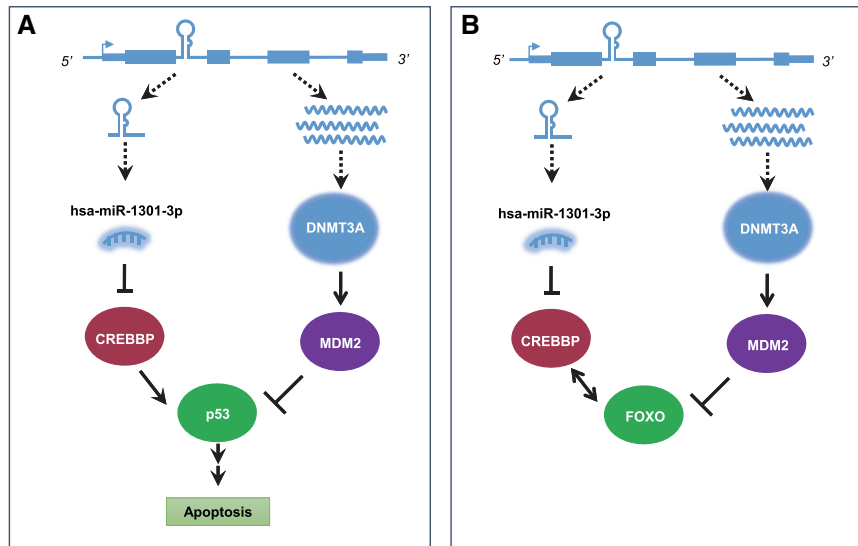 A
5’
3’
hsa-miR-1301-3p
DNMT3A
CREBBP
MDM2
p53
Apoptosis
B
5’
3’
hsa-miR-1301-3p
DNMT3A
CREBBP
MDM2
FOXO